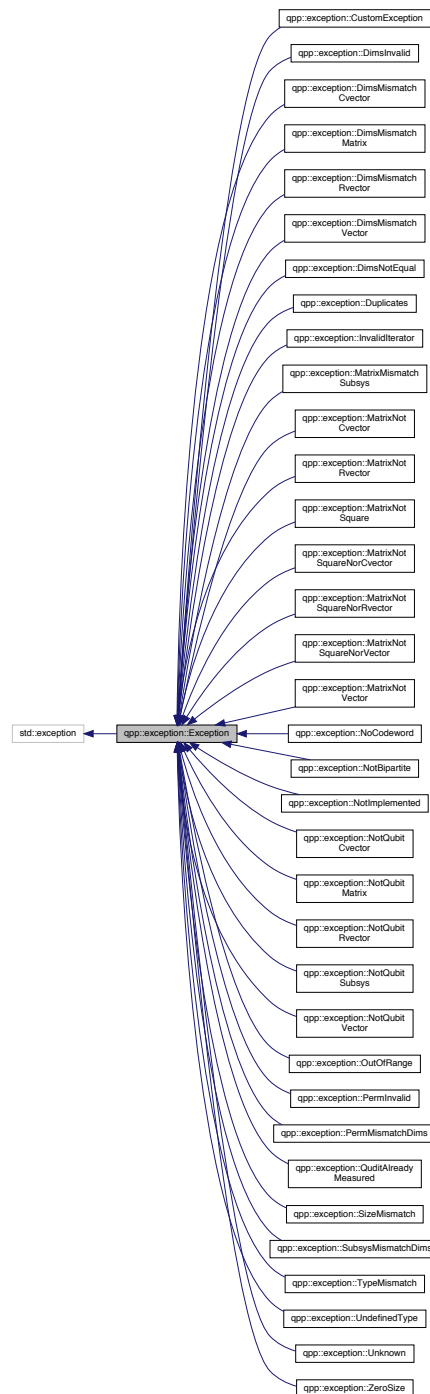 qpp::exception::CustomException
qpp::exception::DimsInvalid
qpp::exception::DimsMismatch
Cvector
qpp::exception::DimsMismatch
Matrix
qpp::exception::DimsMismatch
Rvector
qpp::exception::DimsMismatch
Vector
qpp::exception::DimsNotEqual
qpp::exception::Duplicates
qpp::exception::InvalidIterator
qpp::exception::MatrixMismatch
Subsys
qpp::exception::MatrixNot
Cvector
qpp::exception::MatrixNot
Rvector
qpp::exception::MatrixNot
Square
qpp::exception::MatrixNot
SquareNorCvector
qpp::exception::MatrixNot
SquareNorRvector
qpp::exception::MatrixNot
SquareNorVector
qpp::exception::MatrixNot
Vector
std::exception
qpp::exception::Exception
qpp::exception::NoCodeword
qpp::exception::NotBipartite
qpp::exception::NotImplemented
qpp::exception::NotQubit
Cvector
qpp::exception::NotQubit
Matrix
qpp::exception::NotQubit
Rvector
qpp::exception::NotQubit
Subsys
qpp::exception::NotQubit
Vector
qpp::exception::OutOfRange
qpp::exception::PermInvalid
qpp::exception::PermMismatchDims
qpp::exception::QuditAlready
Measured
qpp::exception::SizeMismatch
qpp::exception::SubsysMismatchDims
qpp::exception::TypeMismatch
qpp::exception::UndefinedType
qpp::exception::Unknown
qpp::exception::ZeroSize